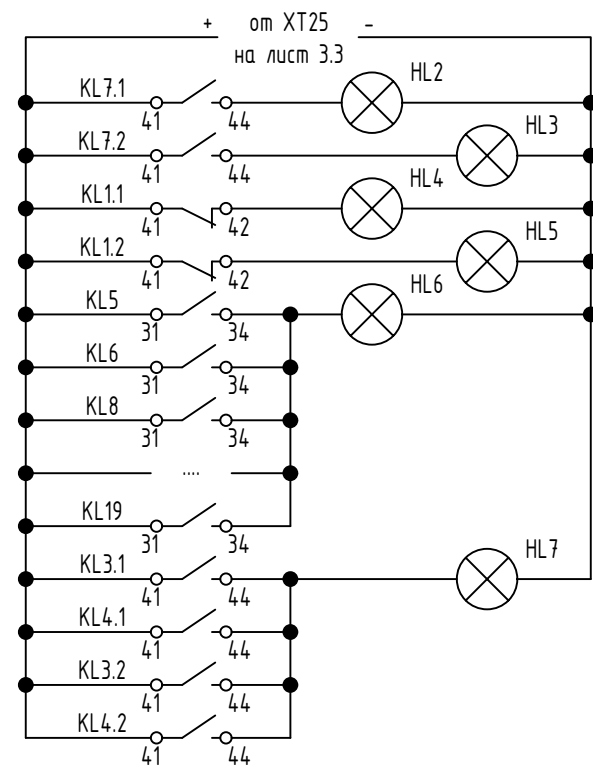 + от XT25 -
на лист 3.3
KL7.1 41 44 HL2
KL7.2 41 44 HL3
KL1.1 41 42 HL4
KL1.2 41 42 HL5
KL5 31 34 HL6
KL6 31 34
KL8 31 34
....
KL19 31 34
KL3.1 41 44 HL7
KL4.1 41 44
KL3.2 41 44
KL4.2 41 44